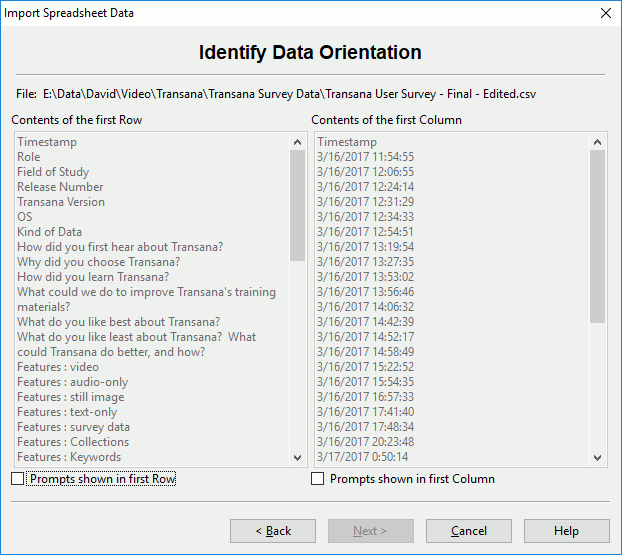 Import Spreadsheet Data
Identify Data Orientation
File:  E:\Data\David\Video\Transana\Transana Survey Data\Transana User Survey - Final - Edited.csv
Contents of the first Row
Timestamp
Role
Field of Study
Release Number
Transana Version
OS
Kind of Data
How did you first hear about Transana?
Why did you choose Transana?
How did you learn Transana?
What could we do to improve Transana's training
materials?
What do you like best about Transana?
What do you like least about Transana?  What
could Transana do better, and how?
Features : video
Features : audio-only
Features : still image
Features : text-only
Features : survey data
Features : Collections
Features : Keywords
Prompts shown in first Row
Contents of the first Column
Timestamp
3/16/2017 11:54:55
3/16/2017 12:06:55
3/16/2017 12:24:14
3/16/2017 12:31:29
3/16/2017 12:34:33
3/16/2017 12:54:51
3/16/2017 13:19:54
3/16/2017 13:27:35
3/16/2017 13:53:02
3/16/2017 13:56:46
3/16/2017 14:06:32
3/16/2017 14:42:39
3/16/2017 14:52:17
3/16/2017 14:58:49
3/16/2017 15:22:52
3/16/2017 15:54:35
3/16/2017 16:57:33
3/16/2017 17:41:40
3/16/2017 17:48:34
3/16/2017 20:23:48
3/17/2017 0:50:14
Prompts shown in first Column
< Back
Next >
Cancel
Help